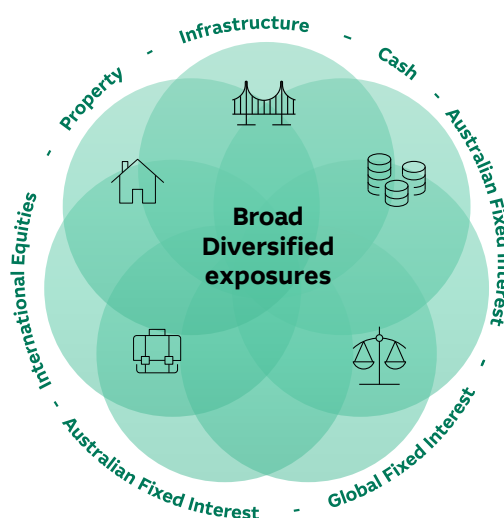 Infrastructure - Cash - Australian Fixed Interest - Global Fixed Interest - Australian Fixed Interest - International Equities - Property -
Broad
Diversified
exposures